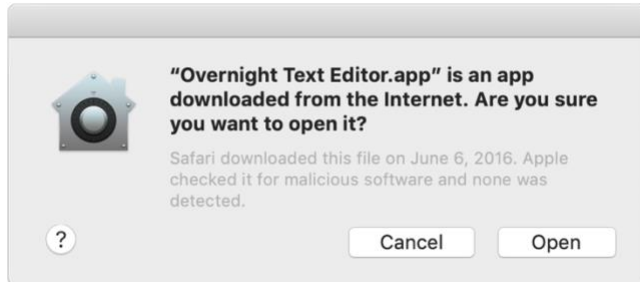 “Overnight Text Editor.app” is an app
downloaded from the Internet. Are you sure
you want to open it?
Safari downloaded this file on June 6, 2016. Apple
checked it for malicious software and none was
detected.
?
Cancel
Open